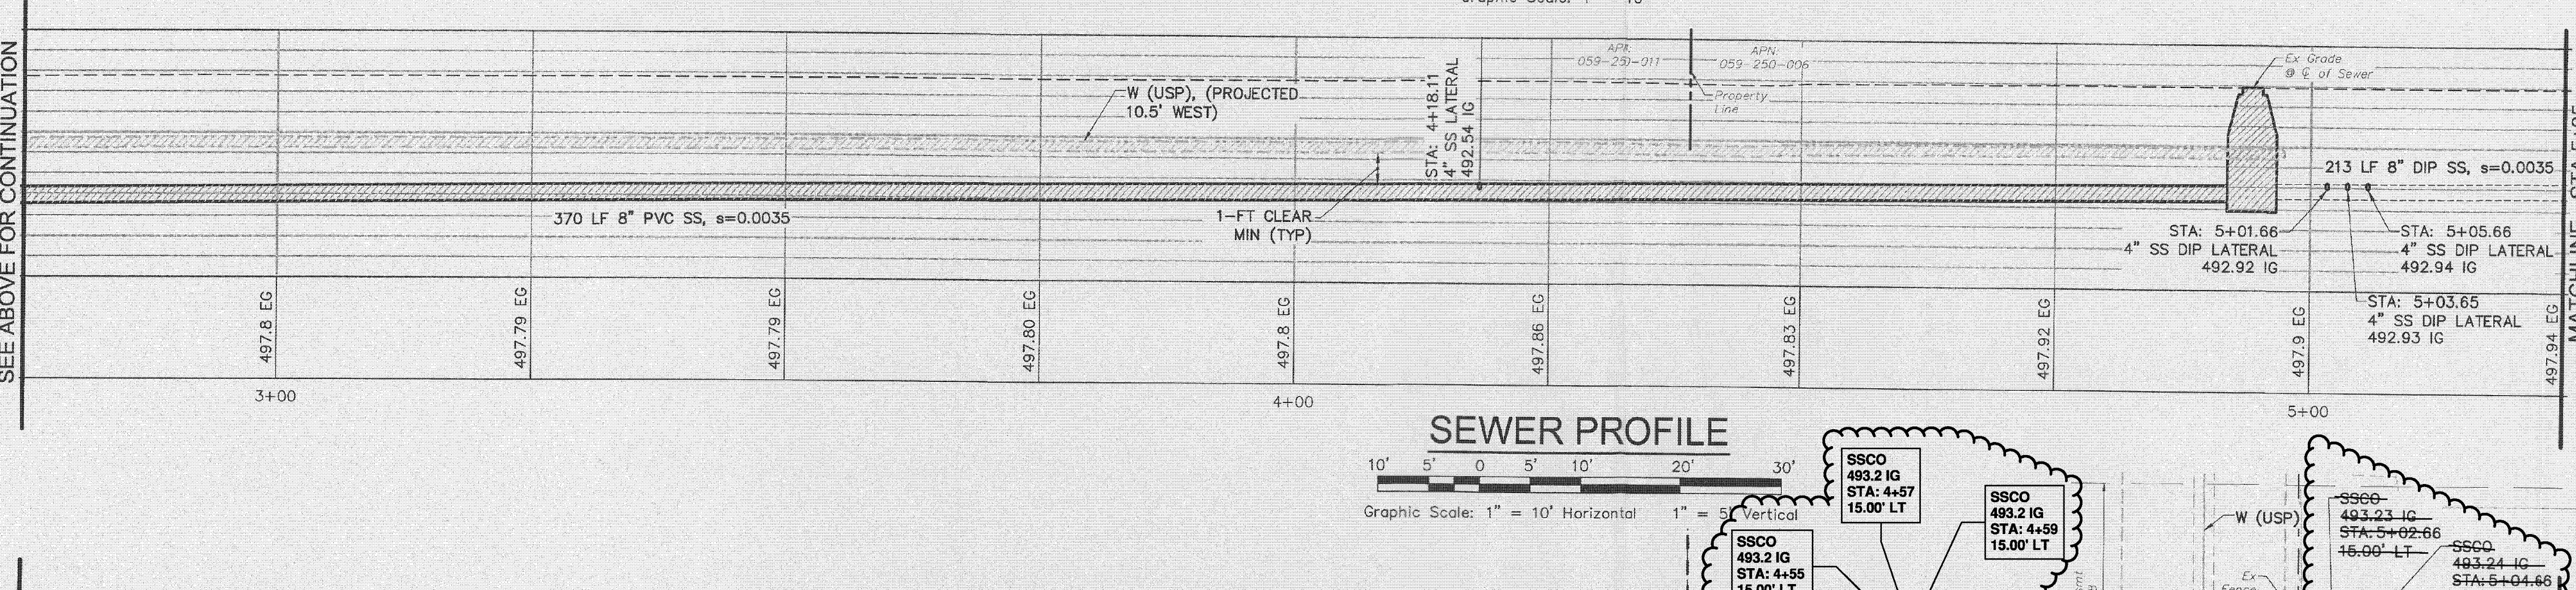 SEE ABOVE FOR CONTINUATION
W (USP), (PROJECTED
10.5' WEST)
STA: 4+18.11
4" SS LATERAL
492.54 IG
APN:
059-250-011
APN:
059-250-006
Property
Line
Ex Grade
@ ℄ of Sewer
213 LF 8" DIP SS, s=0.0035
370 LF 8" PVC SS, s=0.0035
1-FT CLEAR
MIN (TYP)
STA: 5+01.66
4" SS DIP LATERAL
492.92 IG
STA: 5+05.66
4" SS DIP LATERAL
492.94 IG
STA: 5+03.65
4" SS DIP LATERAL
492.93 IG
497.8 EG
497.79 EG
497.79 EG
497.80 EG
497.8 EG
497.86 EG
497.83 EG
497.92 EG
497.9 EG
497.94 EG
3+00
4+00
5+00
SEWER PROFILE
10' 5' 0 5' 10' 20' 30'
Graphic Scale: 1" = 10' Horizontal 1" = 5' Vertical
SSCO
493.2 IG
STA: 4+57
15.00' LT
SSCO
493.2 IG
STA: 4+59
15.00' LT
SSCO
493.2 IG
STA: 4+55
15.00' LT
W (USP)
SSCO
493.23 IG
STA: 5+02.66
15.00' LT
SSCO
493.24 IG
STA: 5+04.66
Ex
Fence